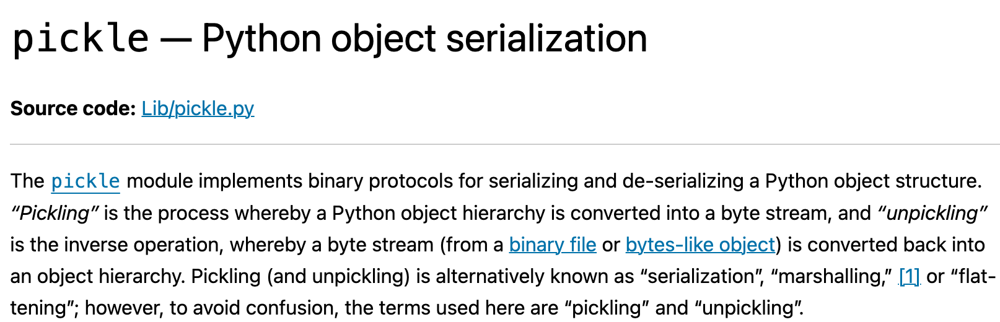 pickle — Python object serialization
Source code: Lib/pickle.py
The pickle module implements binary protocols for serializing and de-serializing a Python object structure.
“Pickling” is the process whereby a Python object hierarchy is converted into a byte stream, and “unpickling”
is the inverse operation, whereby a byte stream (from a binary file or bytes-like object) is converted back into
an object hierarchy. Pickling (and unpickling) is alternatively known as “serialization”, “marshalling,” [1] or “flat-
tening”; however, to avoid confusion, the terms used here are “pickling” and “unpickling”.